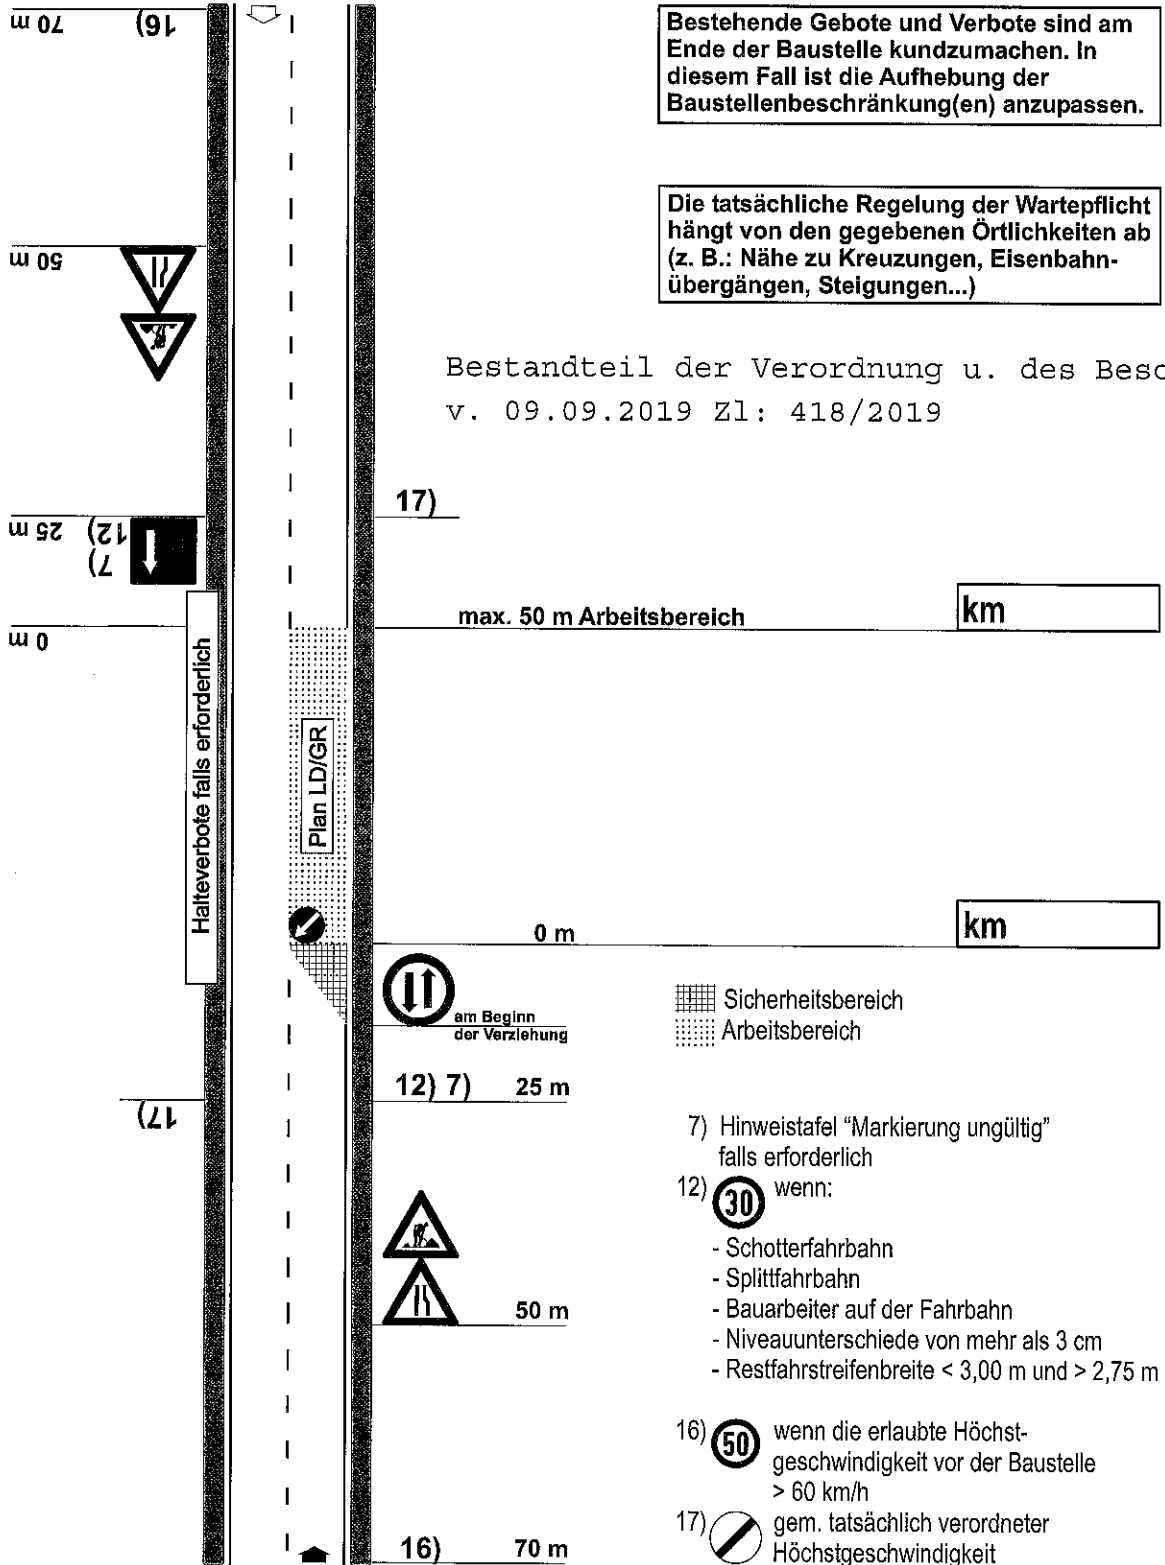 70 m
16)
Bestehende Gebote und Verbote sind am
Ende der Baustelle kundzumachen. In
diesem Fall ist die Aufhebung der
Baustellenbeschränkung(en) anzupassen.
Die tatsächliche Regelung der Wartepflicht
hängt von den gegebenen Örtlichkeiten ab
(z. B.: Nähe zu Kreuzungen, Eisenbahn-
übergängen, Steigungen...)
50 m
Bestandteil der Verordnung u. des
v. 09.09.2019 Zl: 418/2019
17)
25 m
12)
7)
max. 50 m Arbeitsbereich
km
0 m
Halteverbote falls erforderlich
Plan LD/GR
0 m
km
am Beginn
der Verziehung
Sicherheitsbereich
Arbeitsbereich
12) 7) 25 m
17)
7) Hinweistafel "Markierung ungültig"
falls erforderlich
12) 30 wenn:
- Schotterfahrbahn
- Splittfahrbahn
- Bauarbeiter auf der Fahrbahn
- Niveauunterschiede von mehr als 3 cm
- Restfahrstreifenbreite < 3,00 m und > 2,75 m
50 m
16) 50 wenn die erlaubte Höchst-
geschwindigkeit vor der Baustelle
> 60 km/h
17) gem. tatsächlich verordneter
Höchstgeschwindigkeit
16) 70 m